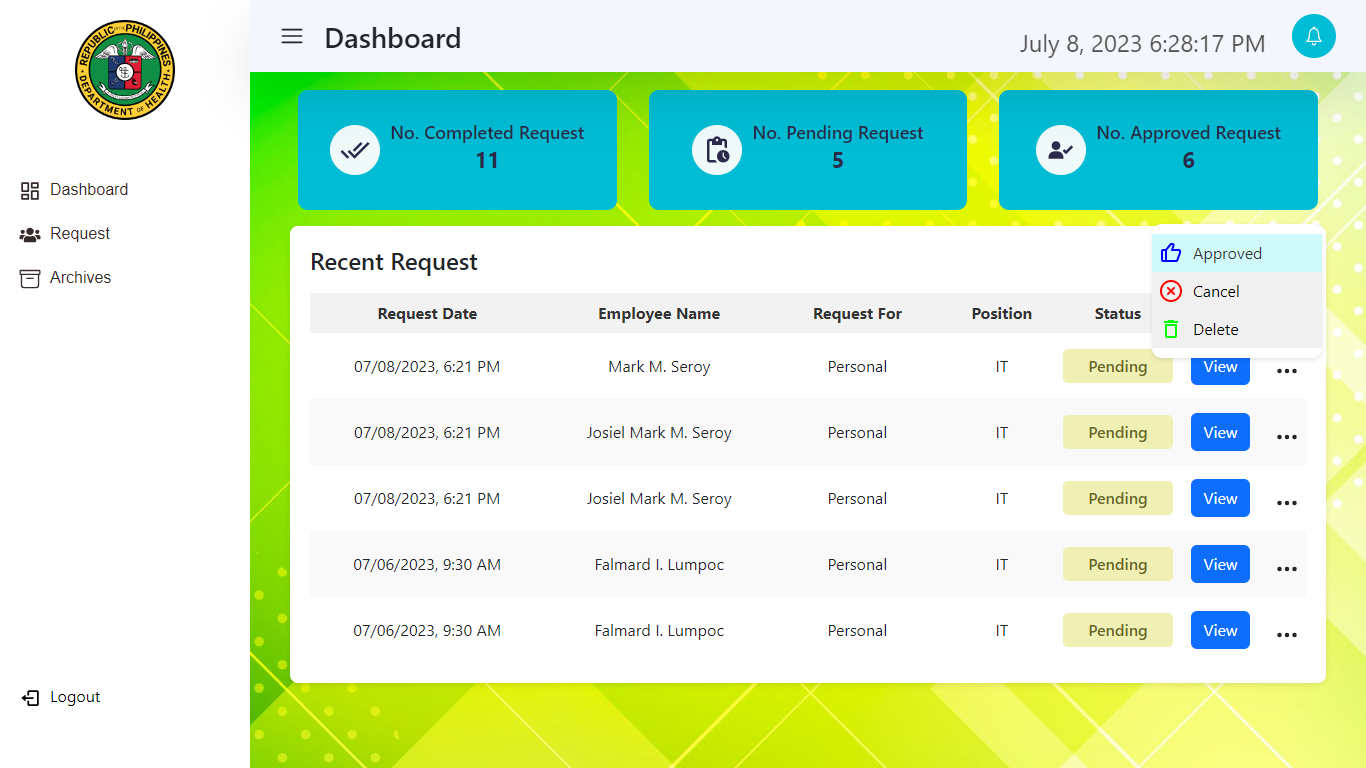 REPUBLIC OF THE PHILIPPINES
DEPARTMENT OF HEALTH
Dashboard
July 8, 2023 6:28:17 PM
Dashboard
Request
Archives
Logout
No. Completed Request
11
No. Pending Request
5
No. Approved Request
6
Recent Request
Approved
Cancel
Delete
Request Date Employee Name Request For Position Status
07/08/2023, 6:21 PM Mark M. Seroy Personal IT Pending View ...
07/08/2023, 6:21 PM Josiel Mark M. Seroy Personal IT Pending View ...
07/08/2023, 6:21 PM Josiel Mark M. Seroy Personal IT Pending View ...
07/06/2023, 9:30 AM Falmard I. Lumpoc Personal IT Pending View ...
07/06/2023, 9:30 AM Falmard I. Lumpoc Personal IT Pending View ...